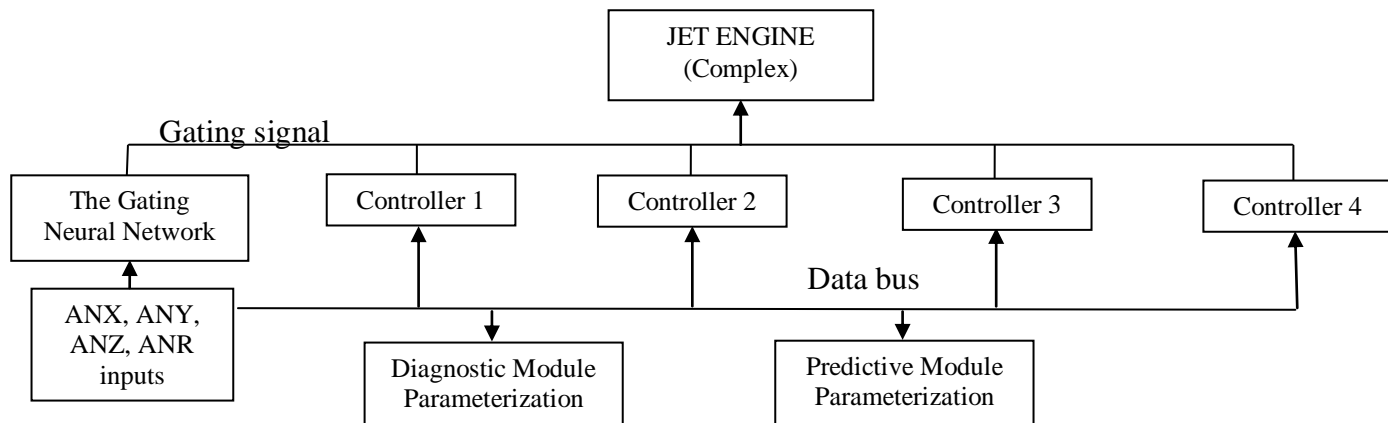 JET ENGINE
(Complex)
Gating signal
The Gating
Neural Network
Controller 1
Controller 2
Controller 3
Controller 4
Data bus
ANX, ANY,
ANZ, ANR
inputs
Diagnostic Module
Parameterization
Predictive Module
Parameterization